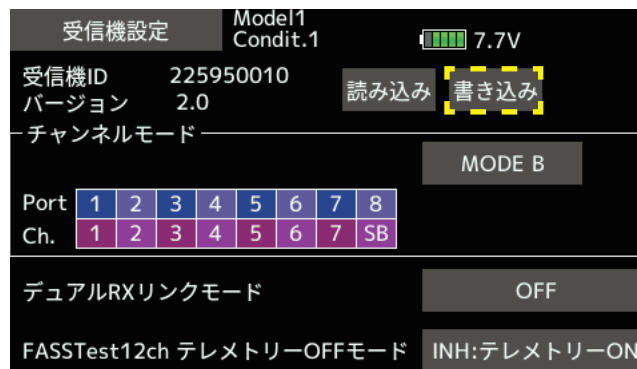 受信機設定 Model1
Condit.1 7.7V
受信機ID 225950010 読み込み 書き込み
バージョン 2.0
チャンネルモード
MODE B
Port 1 2 3 4 5 6 7 8
Ch. 1 2 3 4 5 6 7 SB
デュアルRXリンクモード OFF
FASSTest12ch テレメトリーOFFモード INH:テレメトリーON